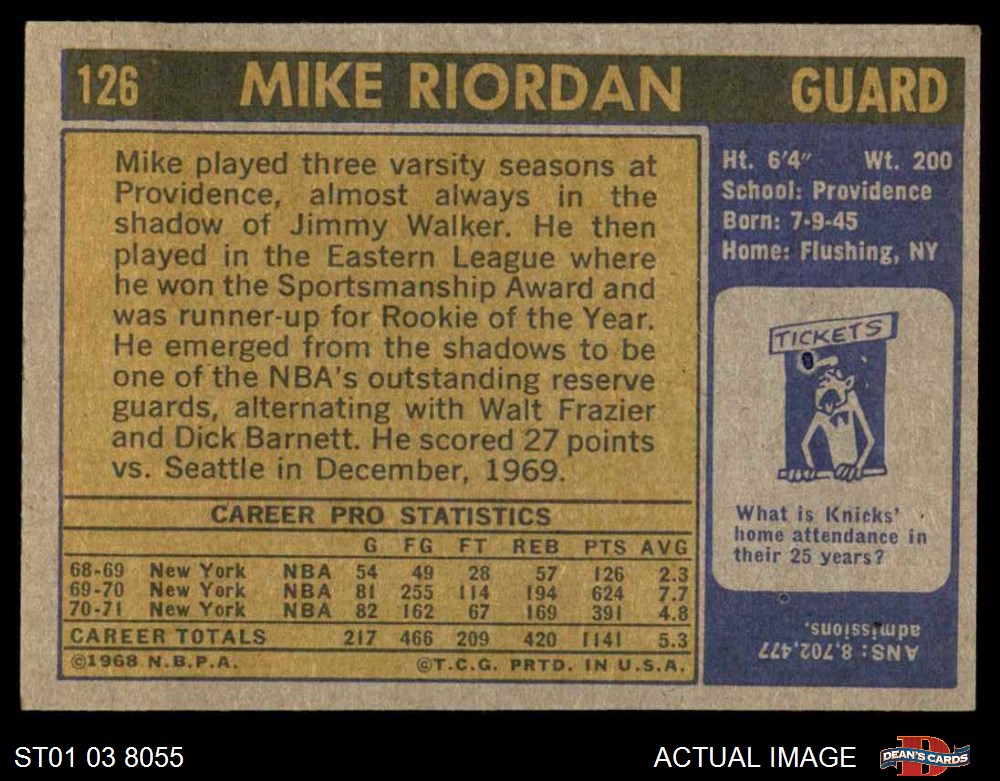 126 MIKE RIORDAN GUARD
Mike played three varsity seasons at
Providence, almost always in the
shadow of Jimmy Walker. He then
played in the Eastern League where
he won the Sportsmanship Award and
was runner-up for Rookie of the Year.
He emerged from the shadows to be
one of the NBA's outstanding reserve
guards, alternating with Walt Frazier
and Dick Barnett. He scored 27 points
vs. Seattle in December, 1969.
CAREER PRO STATISTICS
G FG FT REB PTS AVG
68-69 New York NBA 54 49 28 57 126 2.3
69-70 New York NBA 81 255 114 194 624 7.7
70-71 New York NBA 82 162 67 169 391 4.8
CAREER TOTALS 217 466 209 420 1141 5.3
©1968 N.B.P.A. ©T.C.G. PRTD. IN U.S.A.
Ht. 6'4" Wt. 200
School: Providence
Born: 7-9-45
Home: Flushing, NY
TICKETS
What is Knicks'
home attendance in
their 25 years?
ANS: 8,702,477
admissions.
ST01 03 8055 ACTUAL IMAGE DEAN'S CARDS